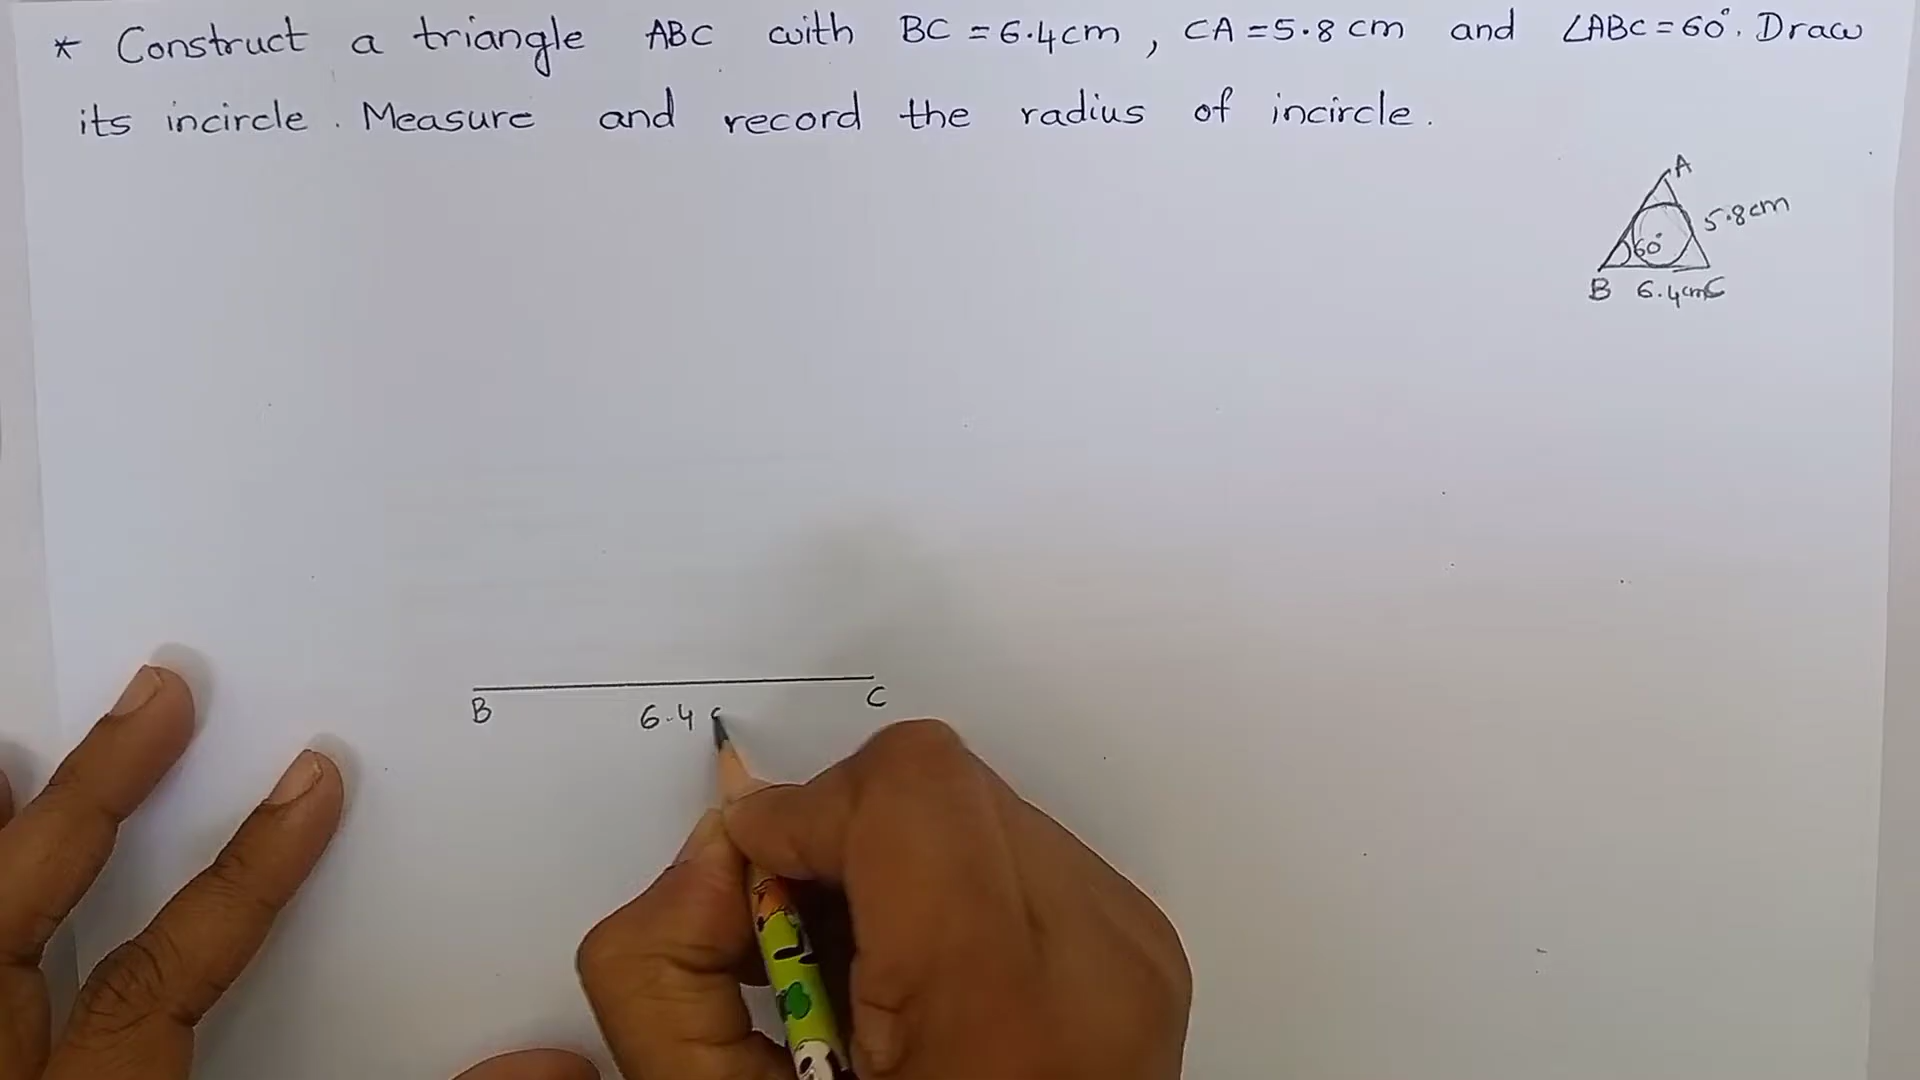 * Construct a triangle ABC with BC = 6.4cm, CA = 5.8 cm and ∠ABC = 60°. Draw
its incircle. Measure and record the radius of incircle.
A
5.8cm
60°
B 6.4cm C
B C
6.4 c